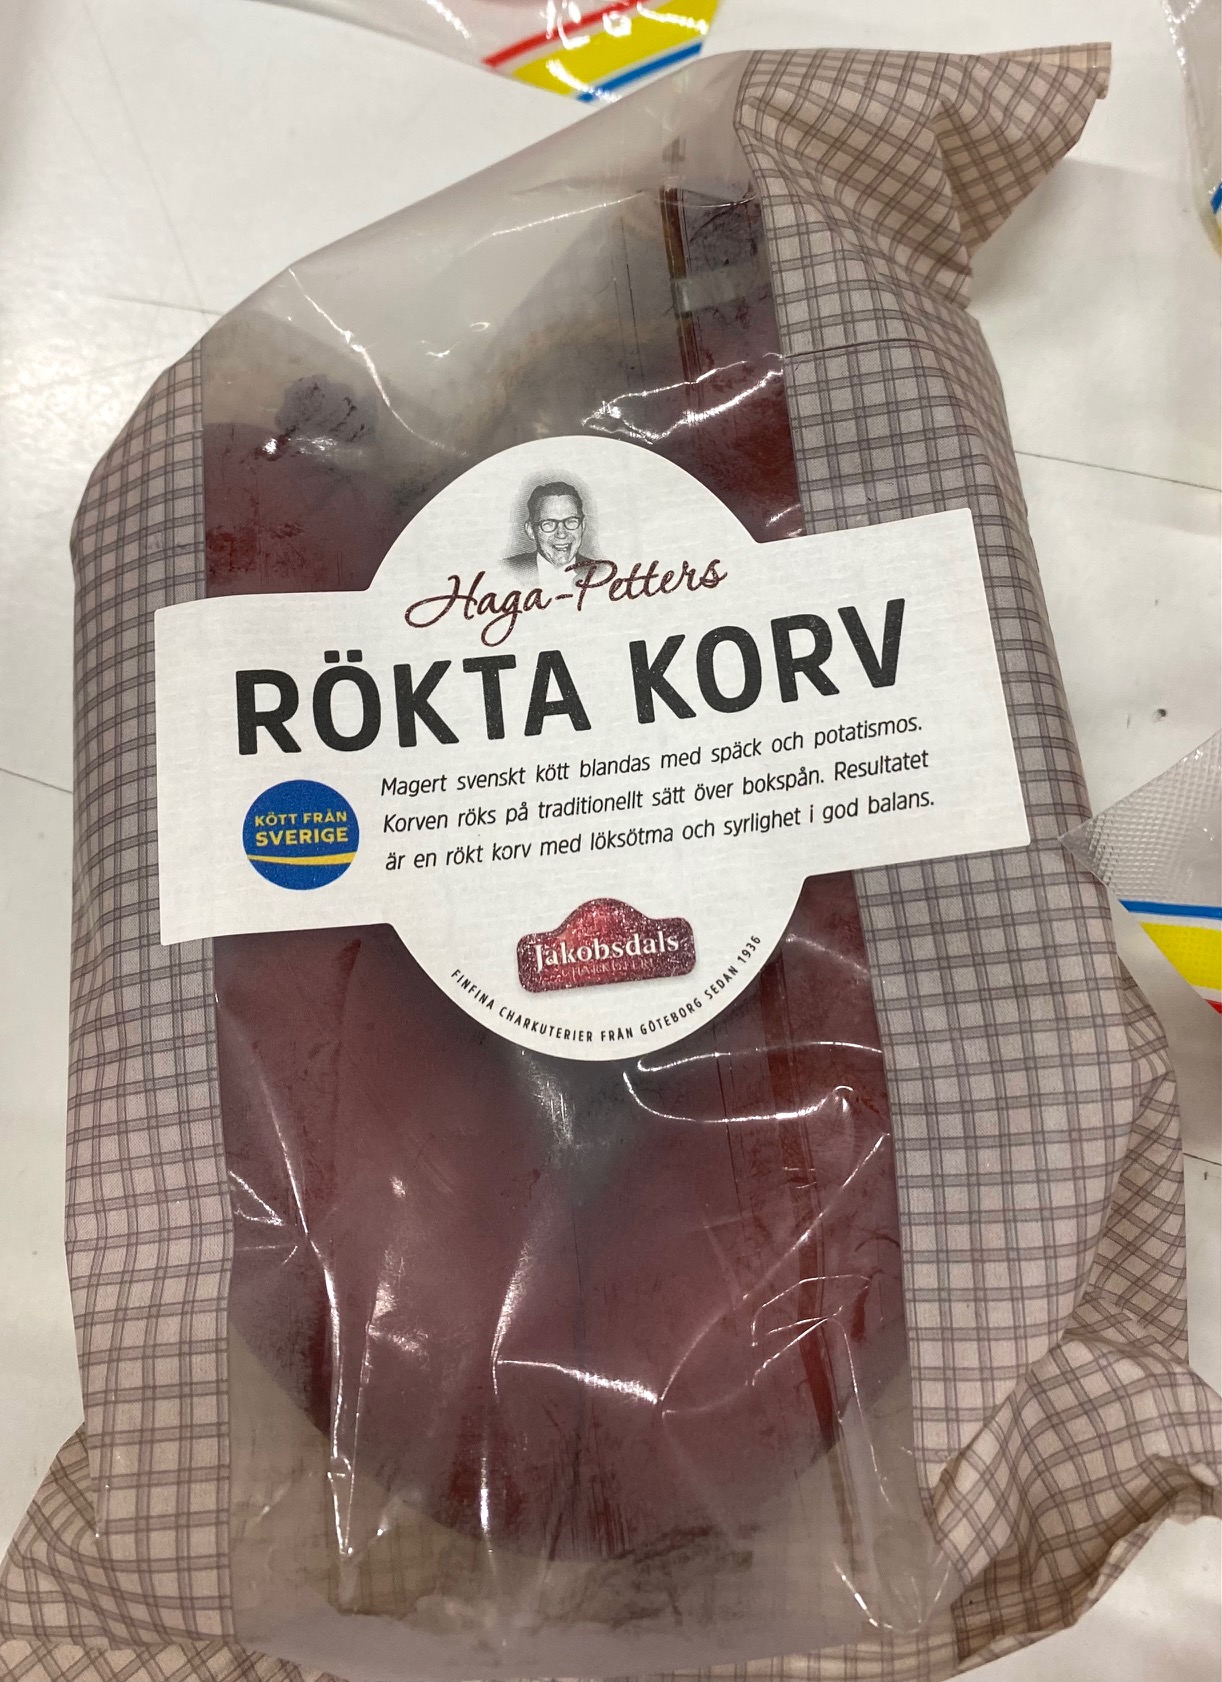 Haga-Petters
RÖKTA KORV
Magert svenskt kött blandas med späck och potatismos.
Korven röks på traditionellt sätt över bokspån. Resultatet
är en rökt korv med löksötma och syrlighet i god balans.
KÖTT FRÅN
SVERIGE
Jakobsdals
CHARKUTERI
FINFINA CHARKUTERIER FRÅN GÖTEBORG SEDAN 1936